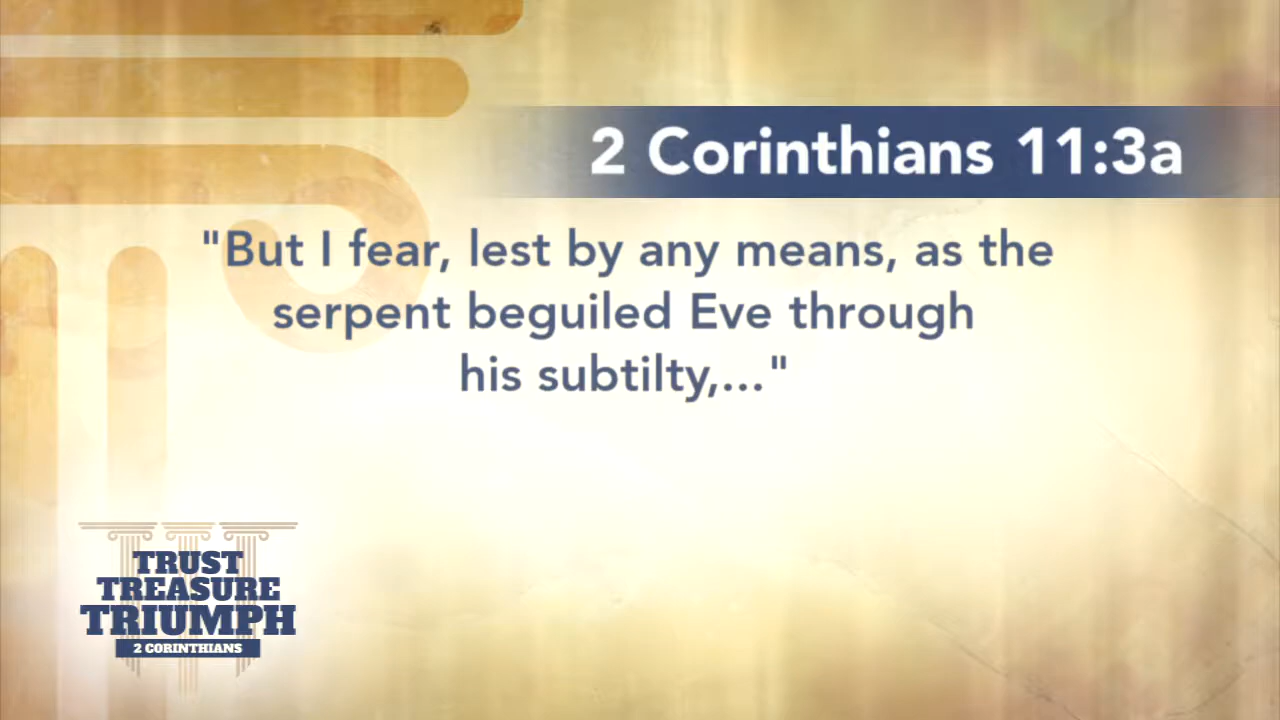 2 Corinthians 11:3a
"But I fear, lest by any means, as the
serpent beguiled Eve through
his subtilty,..."
TRUST
TREASURE
TRIUMPH
2 CORINTHIANS